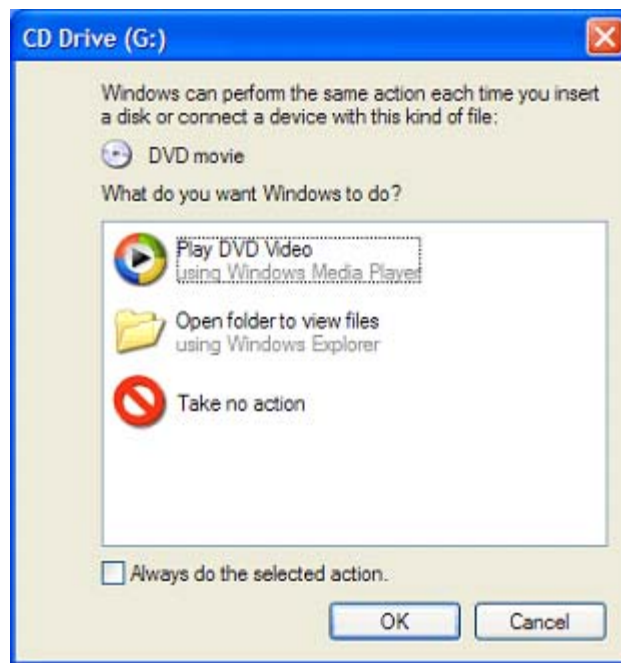 CD Drive (G:)
Windows can perform the same action each time you insert
a disk or connect a device with this kind of file:
DVD movie
What do you want Windows to do?
Play DVD Video
using Windows Media Player
Open folder to view files
using Windows Explorer
Take no action
Always do the selected action.
OK Cancel